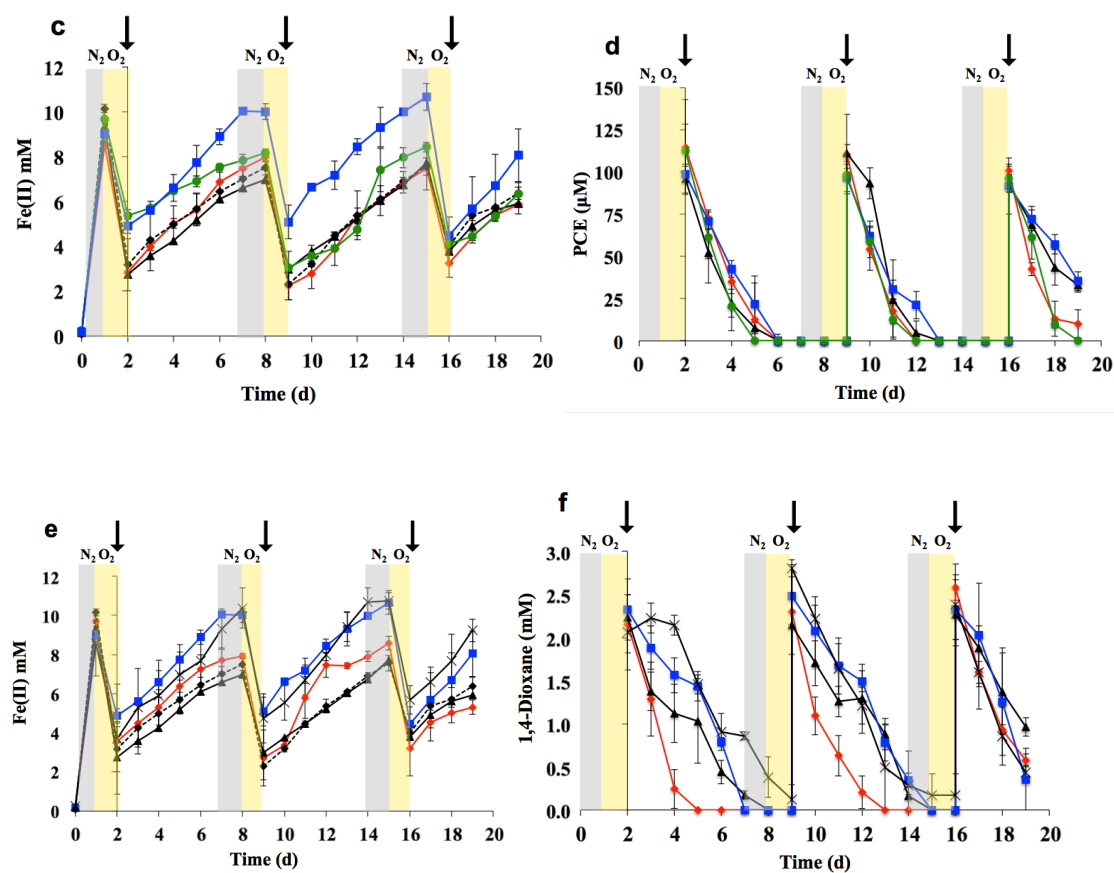 c
N₂ O₂ N₂ O₂ N₂ O₂
12
10
8
6
4
2
0
Fe(II) mM
0 2 4 6 8 10 12 14 16 18 20
Time (d)
d
N₂ O₂ N₂ O₂ N₂ O₂
150
125
100
75
50
25
0
PCE (µM)
0 2 4 6 8 10 12 14 16 18 20
Time (d)
e
N₂ O₂ N₂ O₂ N₂ O₂
12
10
8
6
4
2
0
Fe(II) mM
0 2 4 6 8 10 12 14 16 18 20
Time (d)
f
N₂ O₂ N₂ O₂ N₂ O₂
3.0
2.5
2.0
1.5
1.0
0.5
0.0
1,4-Dioxane (mM)
0 2 4 6 8 10 12 14 16 18 20
Time (d)